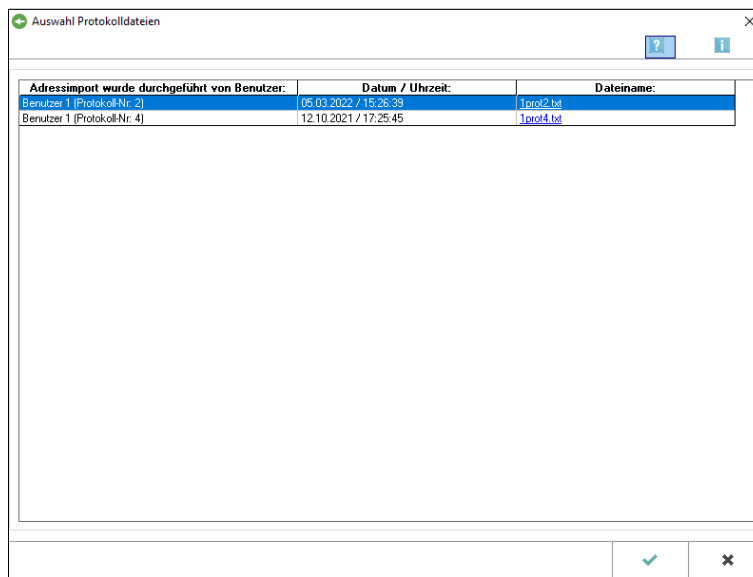 Auswahl Protokolldateien
?
i
Adressimport wurde durchgeführt von Benutzer: Datum / Uhrzeit: Dateiname:
Benutzer 1 (Protokoll-Nr: 2) 05.03.2022 / 15:26:39 1prot2.txt
Benutzer 1 (Protokoll-Nr: 4) 12.10.2021 / 17:25:45 1prot4.txt